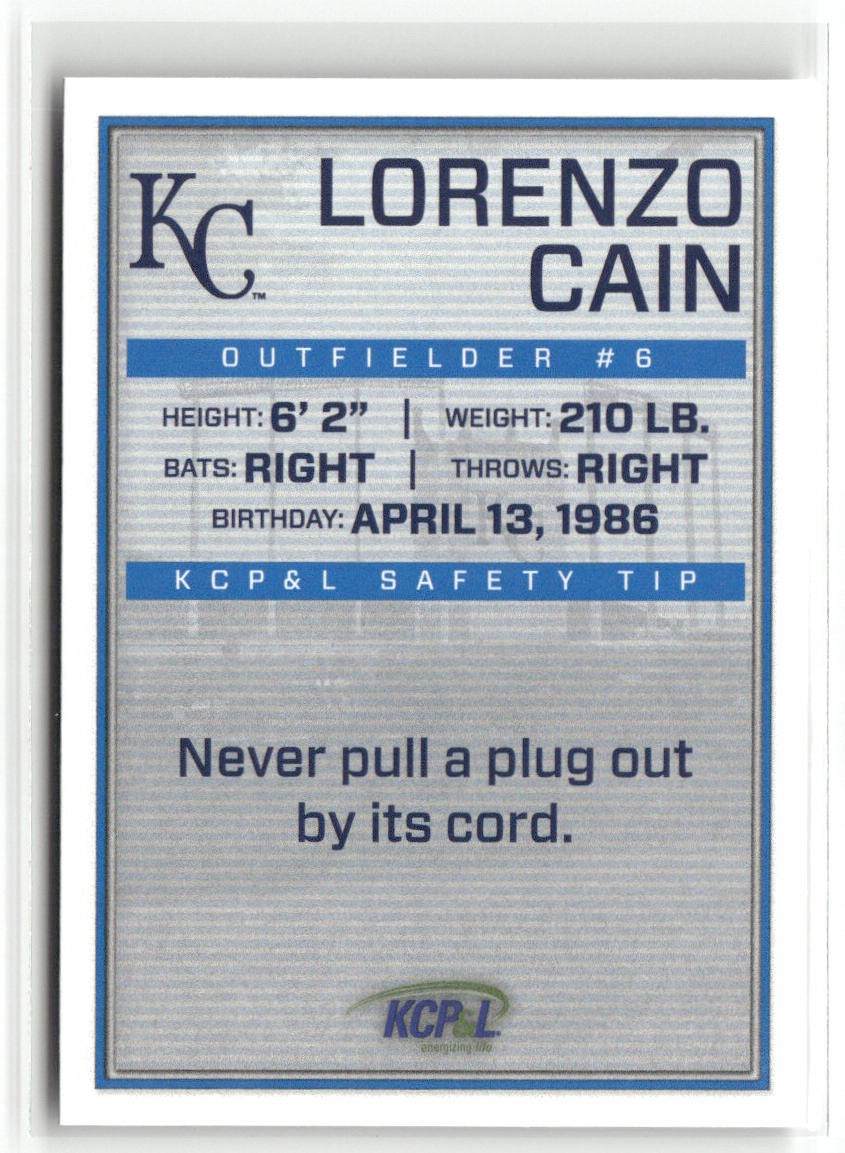 KC™
LORENZO
CAIN
OUTFIELDER #6
HEIGHT: 6' 2" | WEIGHT: 210 LB.
BATS: RIGHT | THROWS: RIGHT
BIRTHDAY: APRIL 13, 1986
KCP&L SAFETY TIP
Never pull a plug out
by its cord.
KCP&L
energizing life